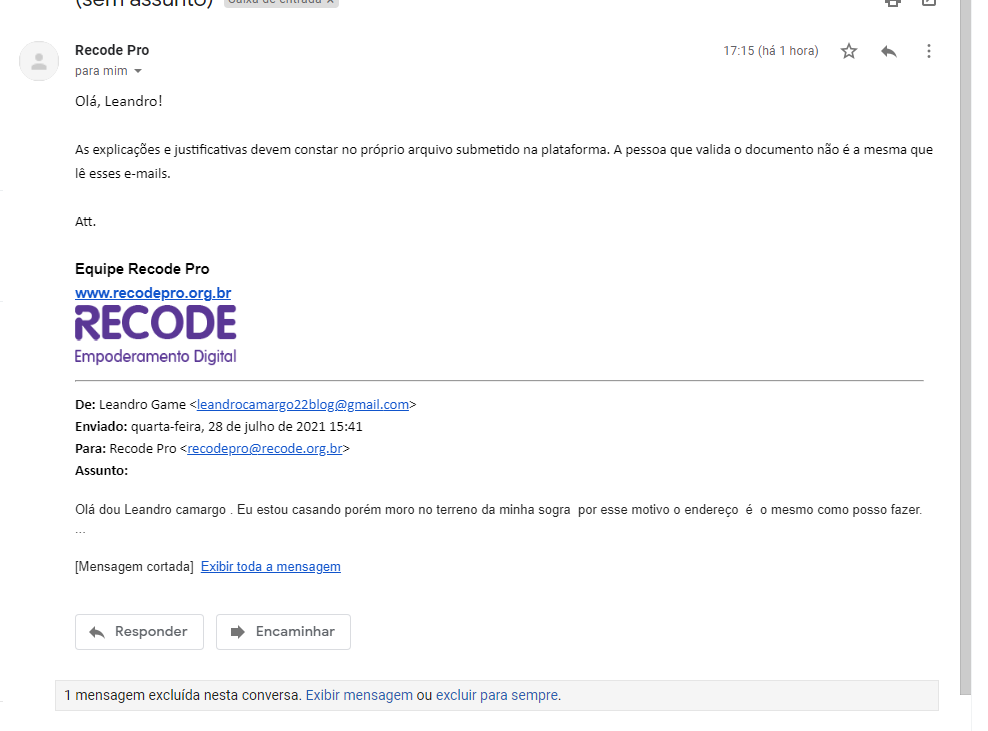 (sem assunto) Caixa de entrada ×
Recode Pro 17:15 (há 1 hora)
para mim
Olá, Leandro!
As explicações e justificativas devem constar no próprio arquivo submetido na plataforma. A pessoa que valida o documento não é a mesma que
lê esses e-mails.
Att.
Equipe Recode Pro
www.recodepro.org.br
RECODE
Empoderamento Digital
De: Leandro Game <leandrocamargo22blog@gmail.com>
Enviado: quarta-feira, 28 de julho de 2021 15:41
Para: Recode Pro <recodepro@recode.org.br>
Assunto:
Olá dou Leandro camargo . Eu estou casando porém moro no terreno da minha sogra  por esse motivo o endereço  é  o mesmo como posso fazer.
...
[Mensagem cortada] Exibir toda a mensagem
Responder Encaminhar
1 mensagem excluída nesta conversa. Exibir mensagem ou excluir para sempre.